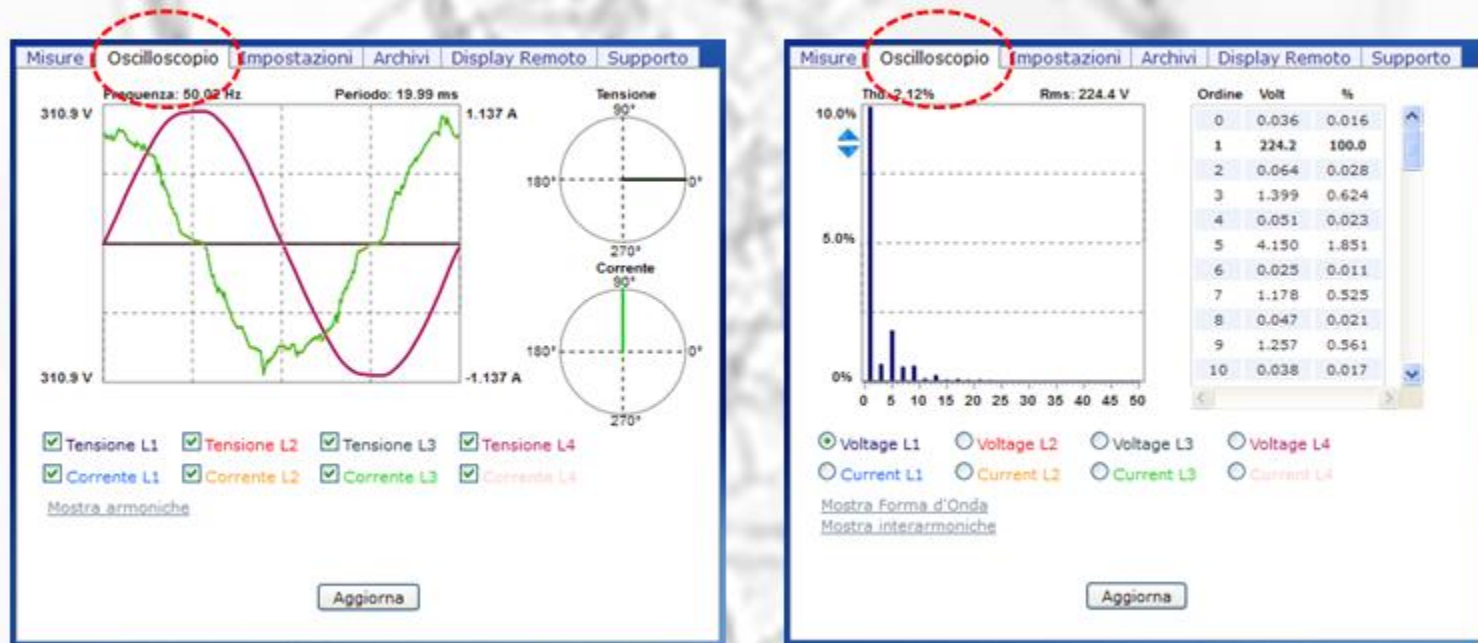 Misure Oscilloscopio Impostazioni Archivi Display Remoto Supporto
Frequenza: 50.02 Hz Periodo: 19.99 ms
310.9 V
1.137 A
310.9 V
-1.137 A
Tensione
90°
180° 0°
270°
Corrente
90°
180° 0°
270°
Tensione L1 Tensione L2 Tensione L3 Tensione L4
Corrente L1 Corrente L2 Corrente L3 Corrente L4
Mostra armoniche
Aggiorna
Misure Oscilloscopio Impostazioni Archivi Display Remoto Supporto
Thd: 2.12% Rms: 224.4 V
10.0%
5.0%
0%
0 5 10 15 20 25 30 35 40 45 50
Ordine Volt %
0 0.036 0.016
1 224.2 100.0
2 0.064 0.028
3 1.399 0.624
4 0.051 0.023
5 4.150 1.851
6 0.025 0.011
7 1.178 0.525
8 0.047 0.021
9 1.257 0.561
10 0.038 0.017
Voltage L1 Voltage L2 Voltage L3 Voltage L4
Current L1 Current L2 Current L3 Current L4
Mostra Forma d'Onda
Mostra interarmoniche
Aggiorna